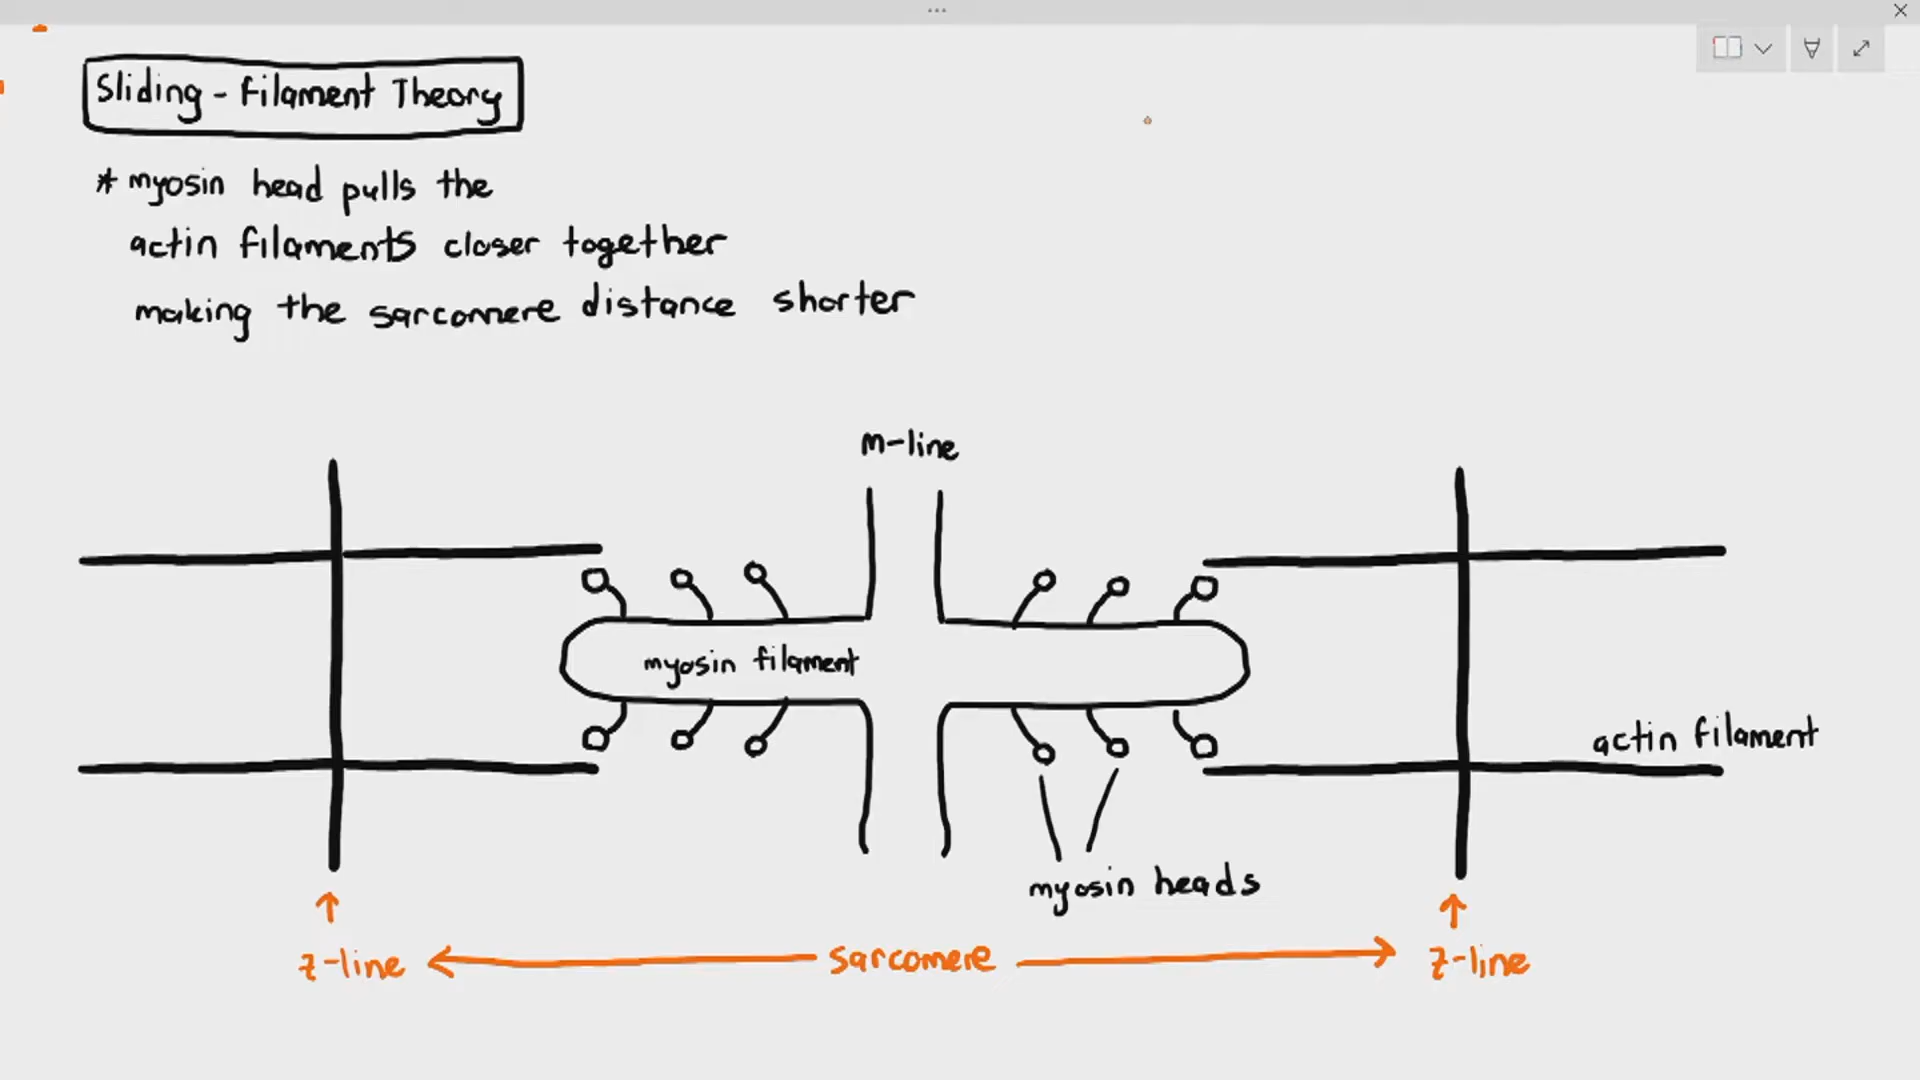 Sliding - Filament Theory
* myosin head pulls the
actin filaments closer together
making the sarcomere distance shorter
m-line
myosin filament
actin filament
myosin heads
z-line
sarcomere
z-line